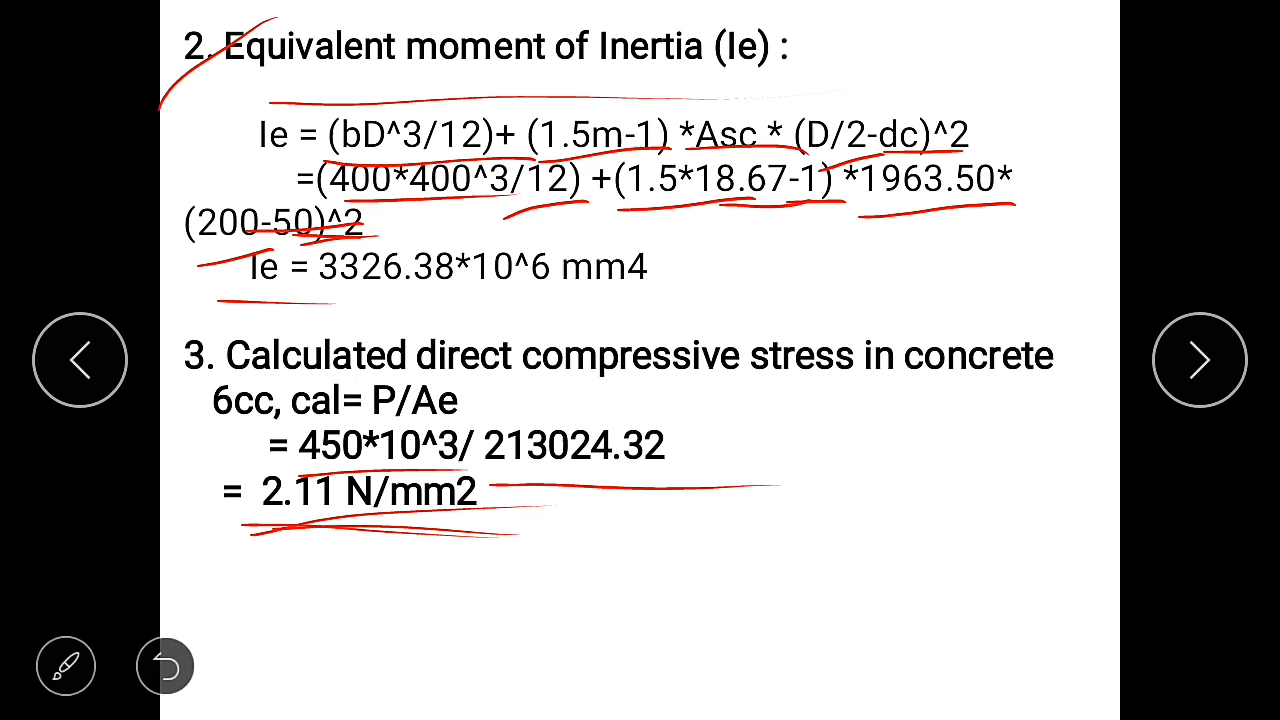 2. Equivalent moment of Inertia (Ie) :
Ie = (bD^3/12)+ (1.5m-1) *Asc * (D/2-dc)^2
=(400*400^3/12) +(1.5*18.67-1) *1963.50*
(200-50)^2
Ie = 3326.38*10^6 mm4
3. Calculated direct compressive stress in concrete
6cc, cal= P/Ae
= 450*10^3/ 213024.32
= 2.11 N/mm2